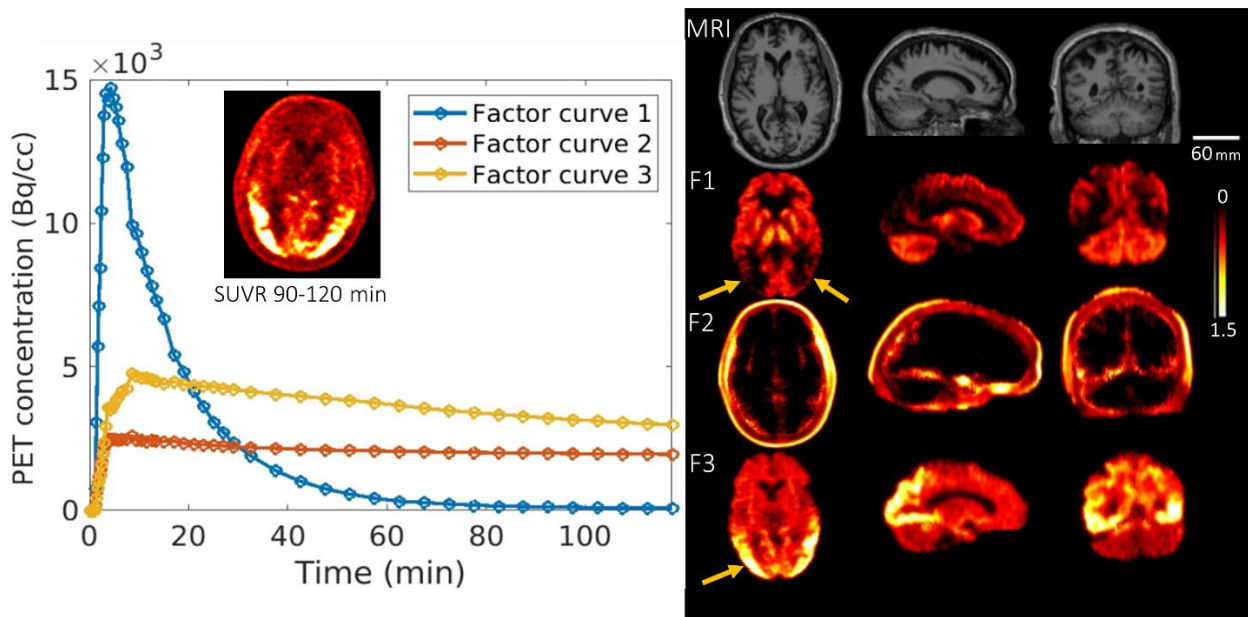 ×10³
15
10
5
0
0 20 40 60 80 100
PET concentration (Bq/cc)
Time (min)
Factor curve 1
Factor curve 2
Factor curve 3
SUVR 90-120 min
MRI
60 mm
F1
0
1.5
F2
F3